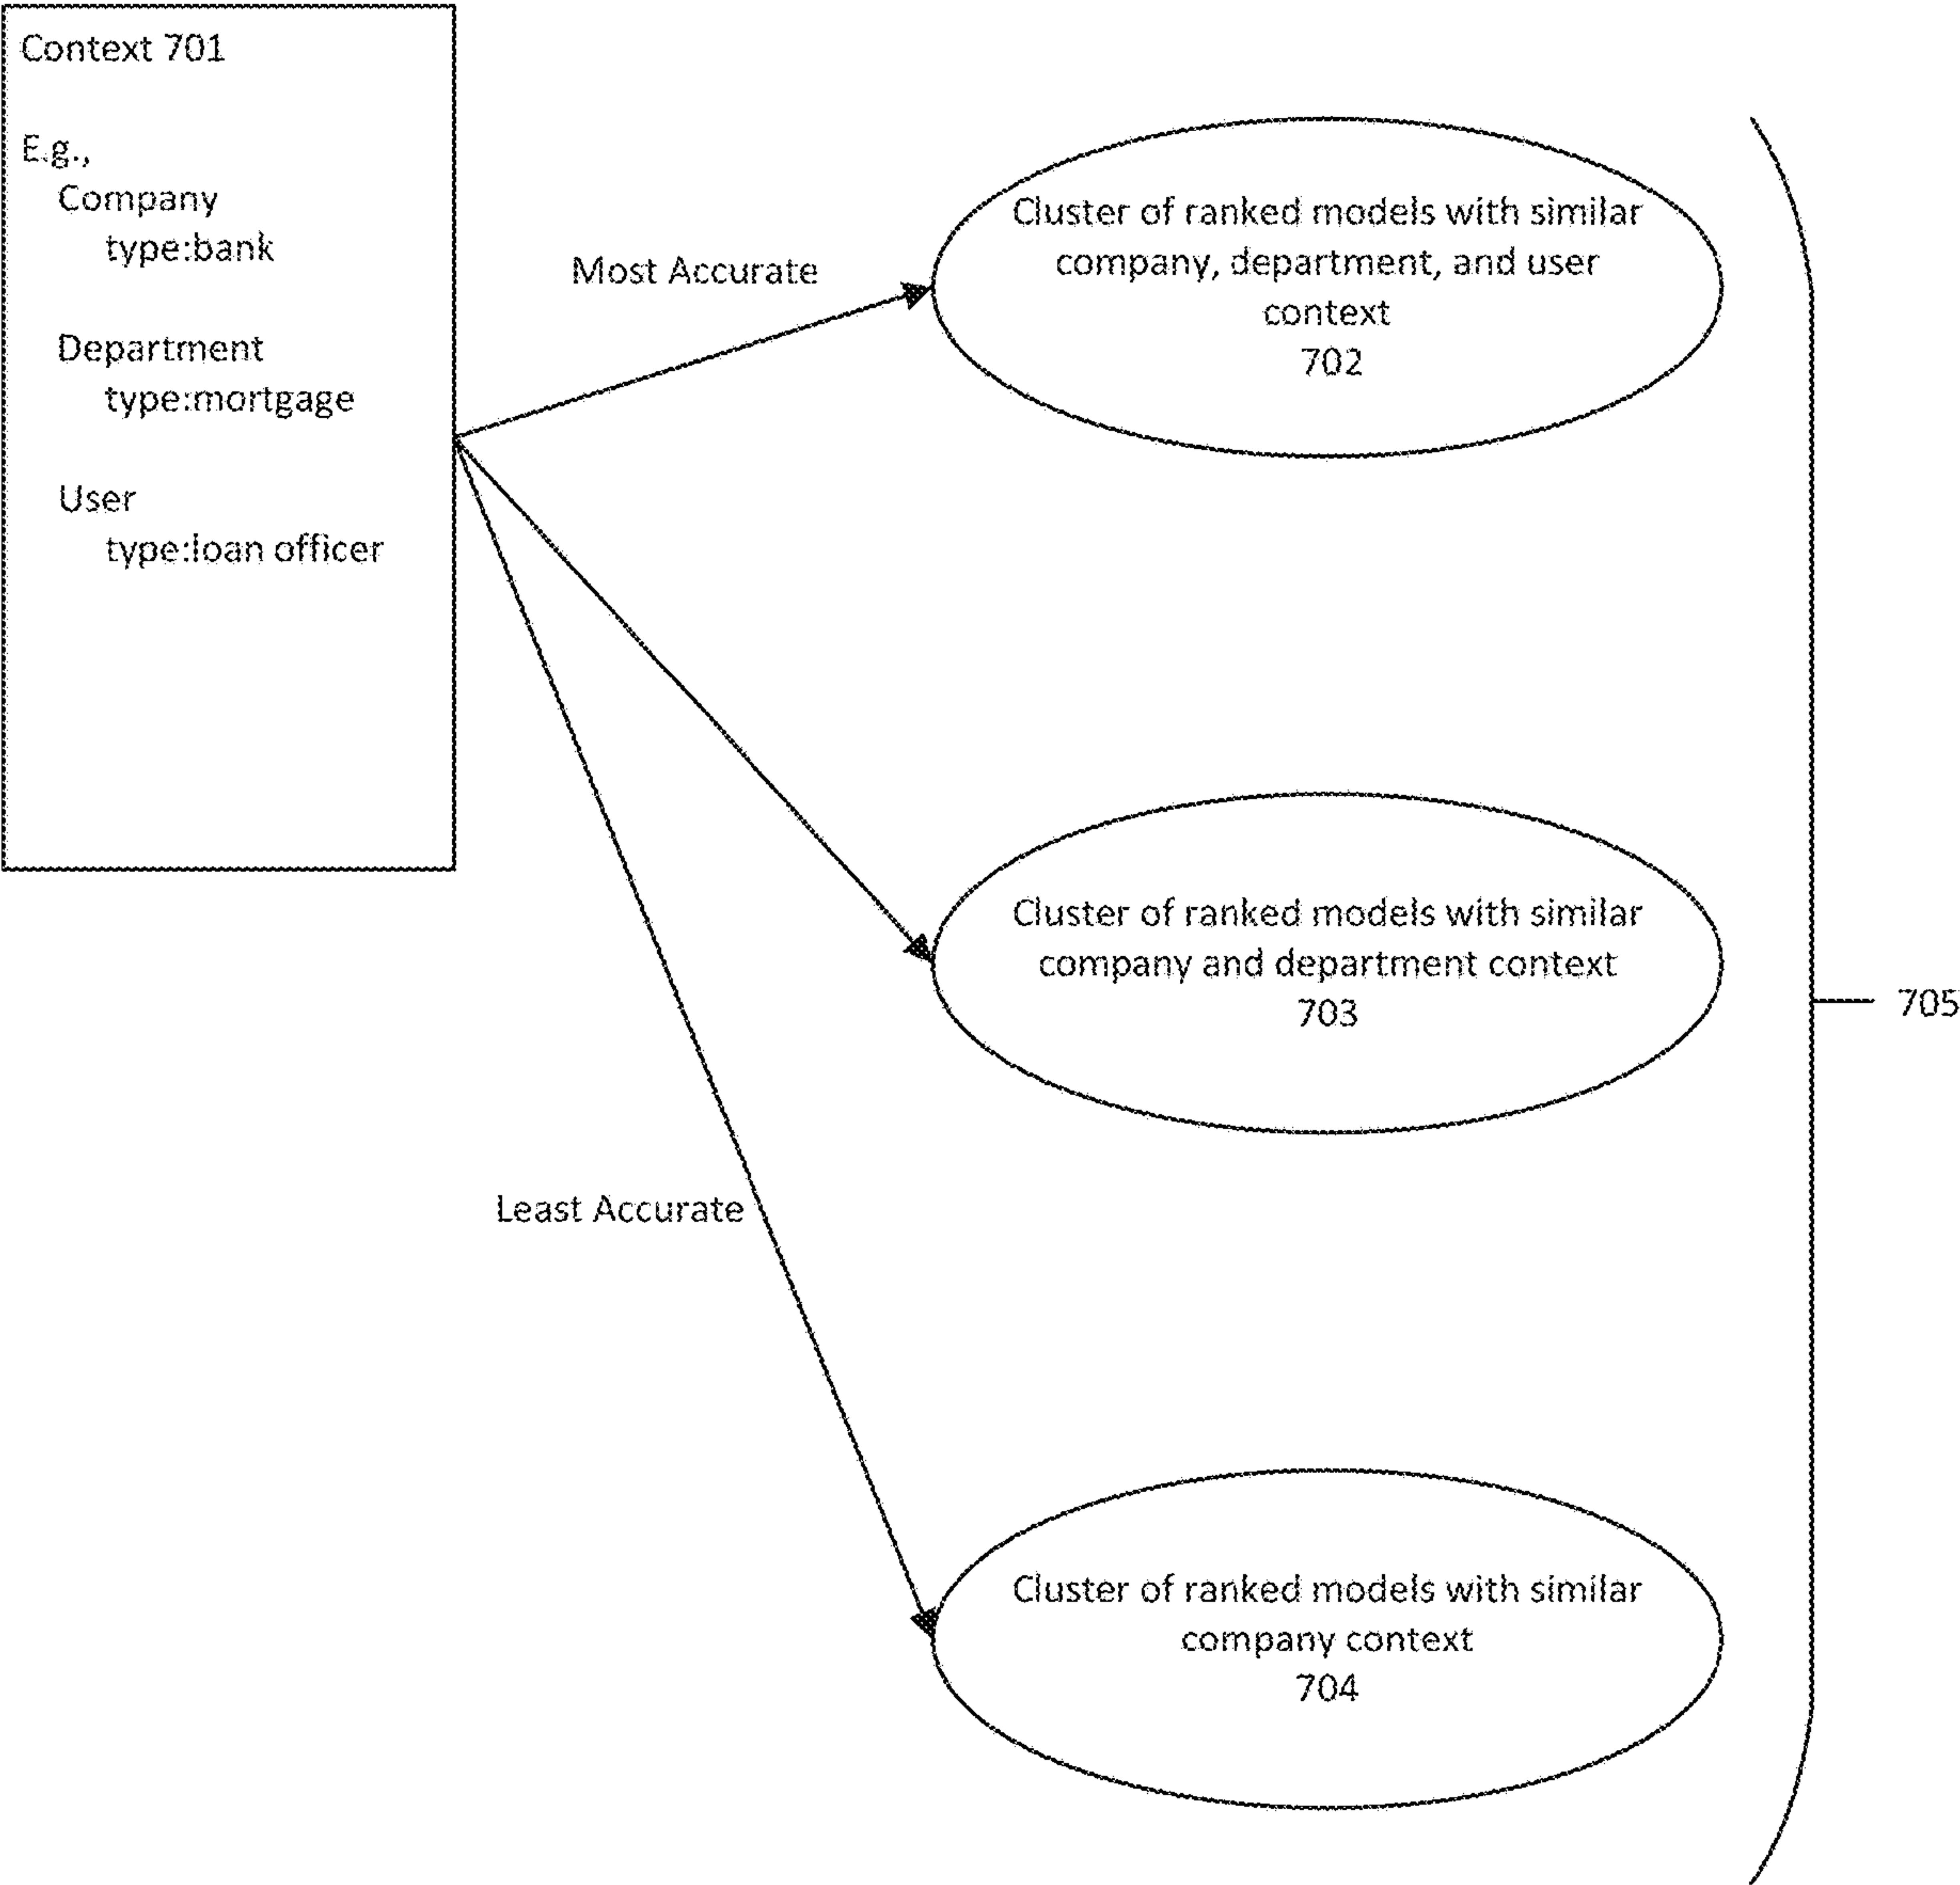 Context 701
E.g.,
Company
type:bank
Department
type:mortgage
User
type:loan officer
Most Accurate
Cluster of ranked models with similar
company, department, and user
context
702
Cluster of ranked models with similar
company and department context
703
705
Least Accurate
Cluster of ranked models with similar
company context
704